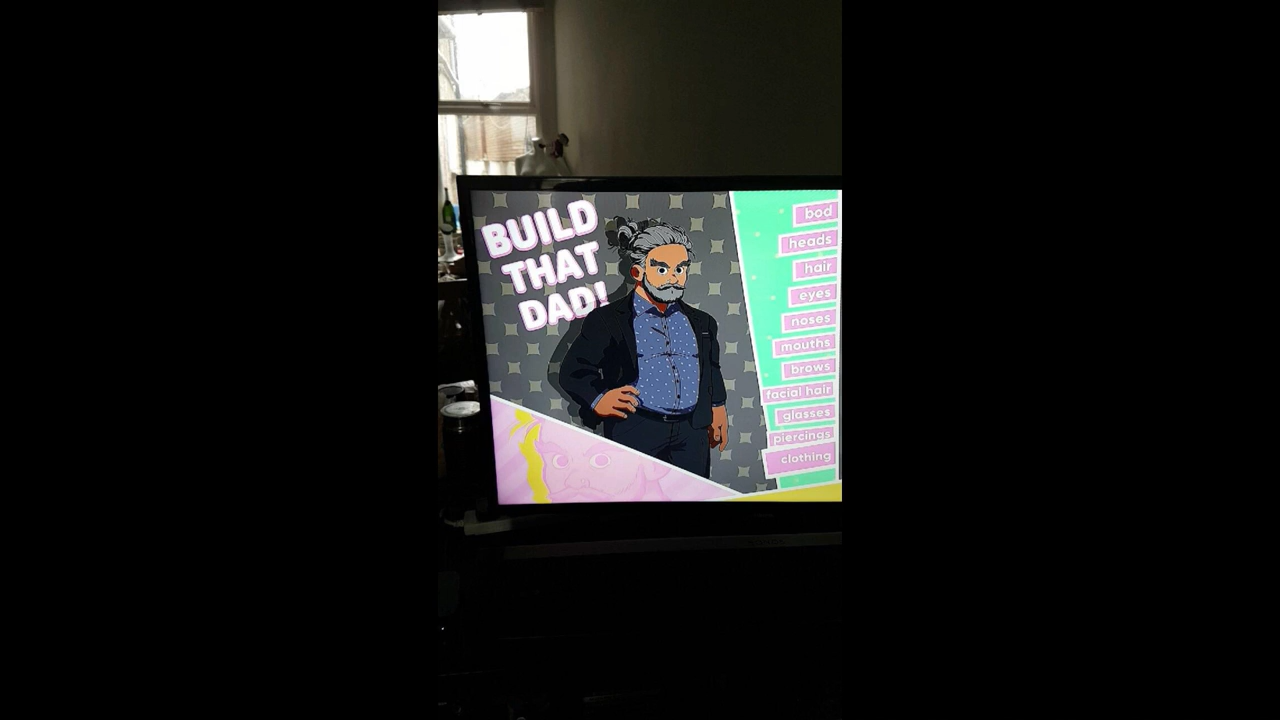 BUILD
THAT
DAD!
bod
heads
hair
eyes
noses
mouths
brows
facial hair
glasses
piercings
clothing